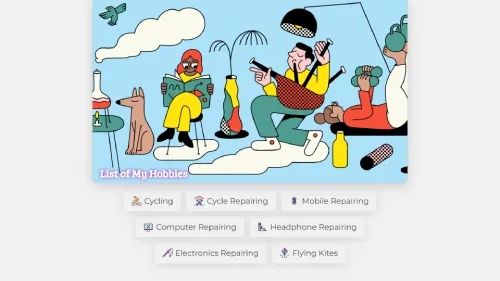 List of My Hobbies
Cycling Cycle Repairing Mobile Repairing
Computer Repairing Headphone Repairing
Electronics Repairing Flying Kites